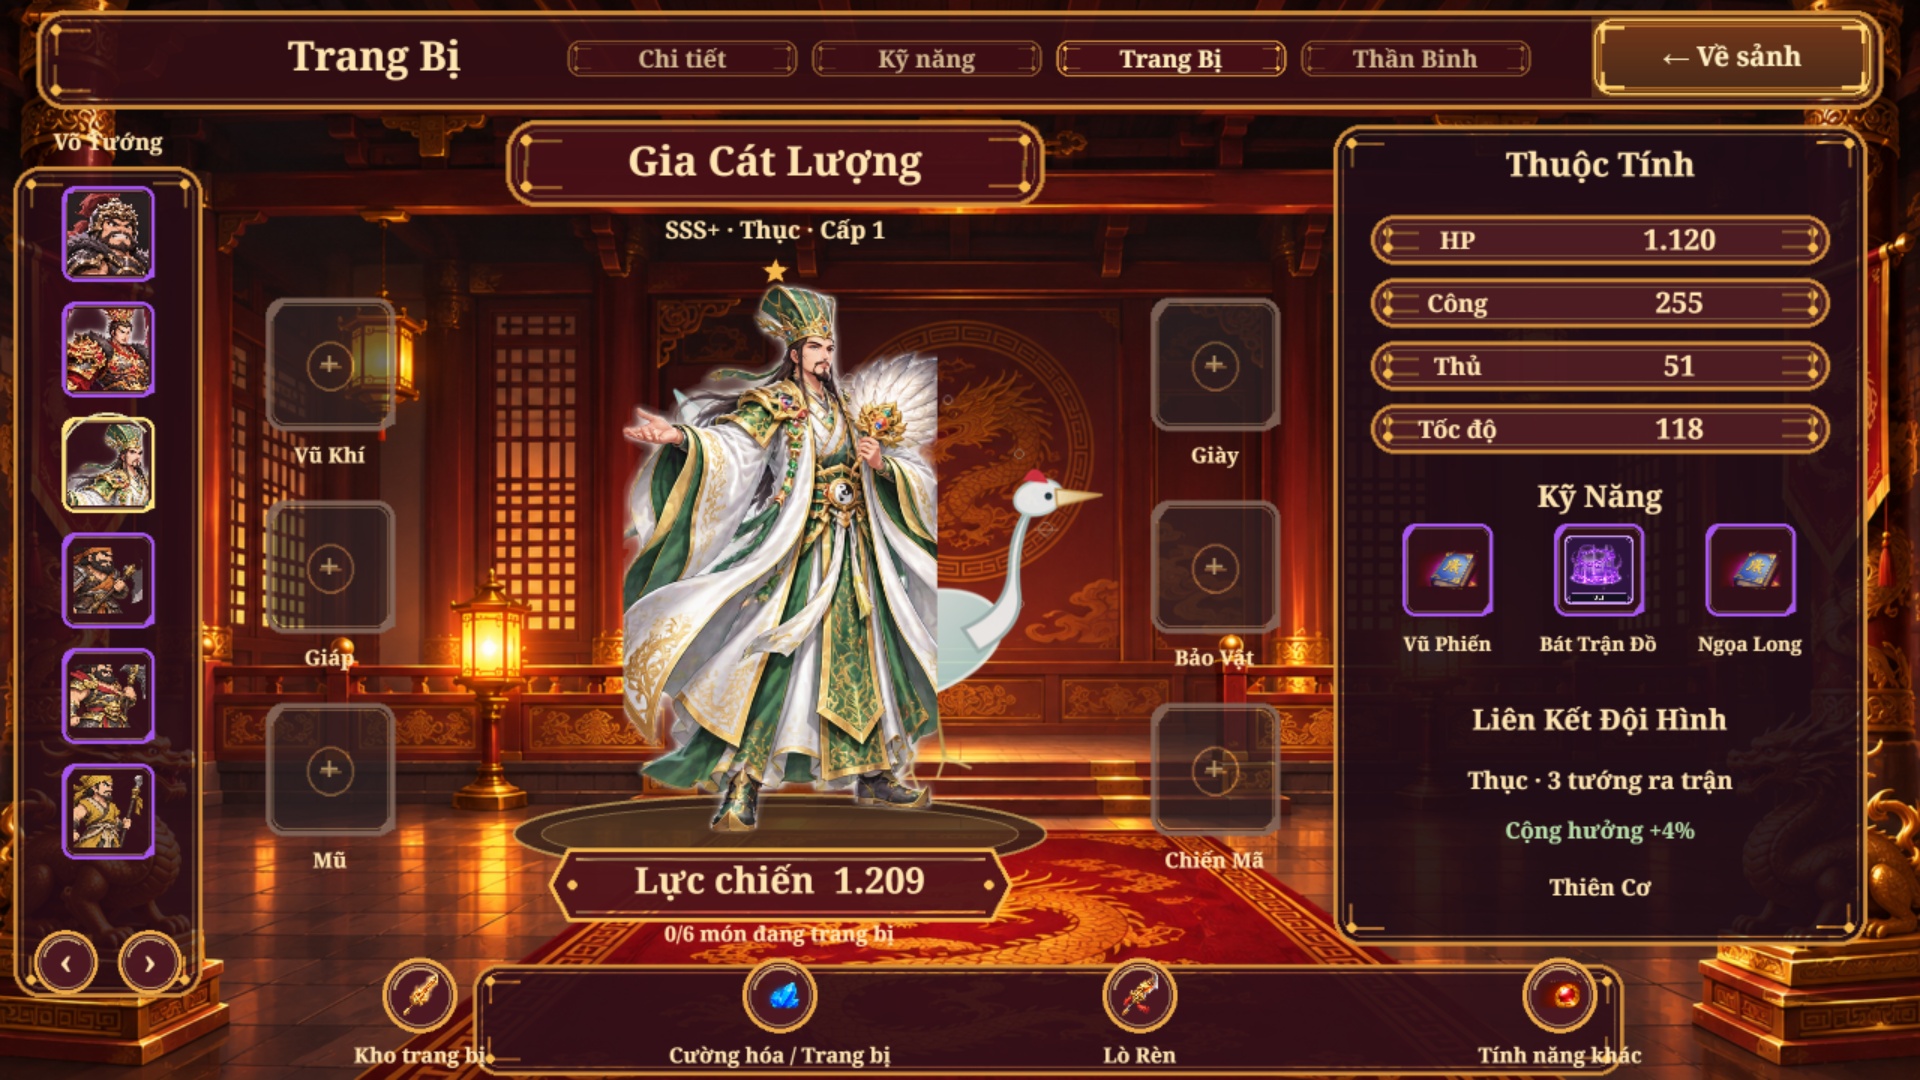 Trang Bị
Chi tiết
Kỹ năng
Trang Bị
Thần Binh
← Về sảnh
Võ Tướng
Gia Cát Lượng
SSS+ · Thục · Cấp 1
Vũ Khí
Giáp
Mũ
Giày
Bảo Vật
Chiến Mã
Lực chiến 1.209
0/6 món đang trang bị
Thuộc Tính
HP 1.120
Công 255
Thủ 51
Tốc độ 118
Kỹ Năng
Vũ Phiến
Bát Trận Đồ
Ngọa Long
Liên Kết Đội Hình
Thục · 3 tướng ra trận
Cộng hưởng +4%
Thiên Cơ
Kho trang bị
Cường hóa / Trang bị
Lò Rèn
Tính năng khác